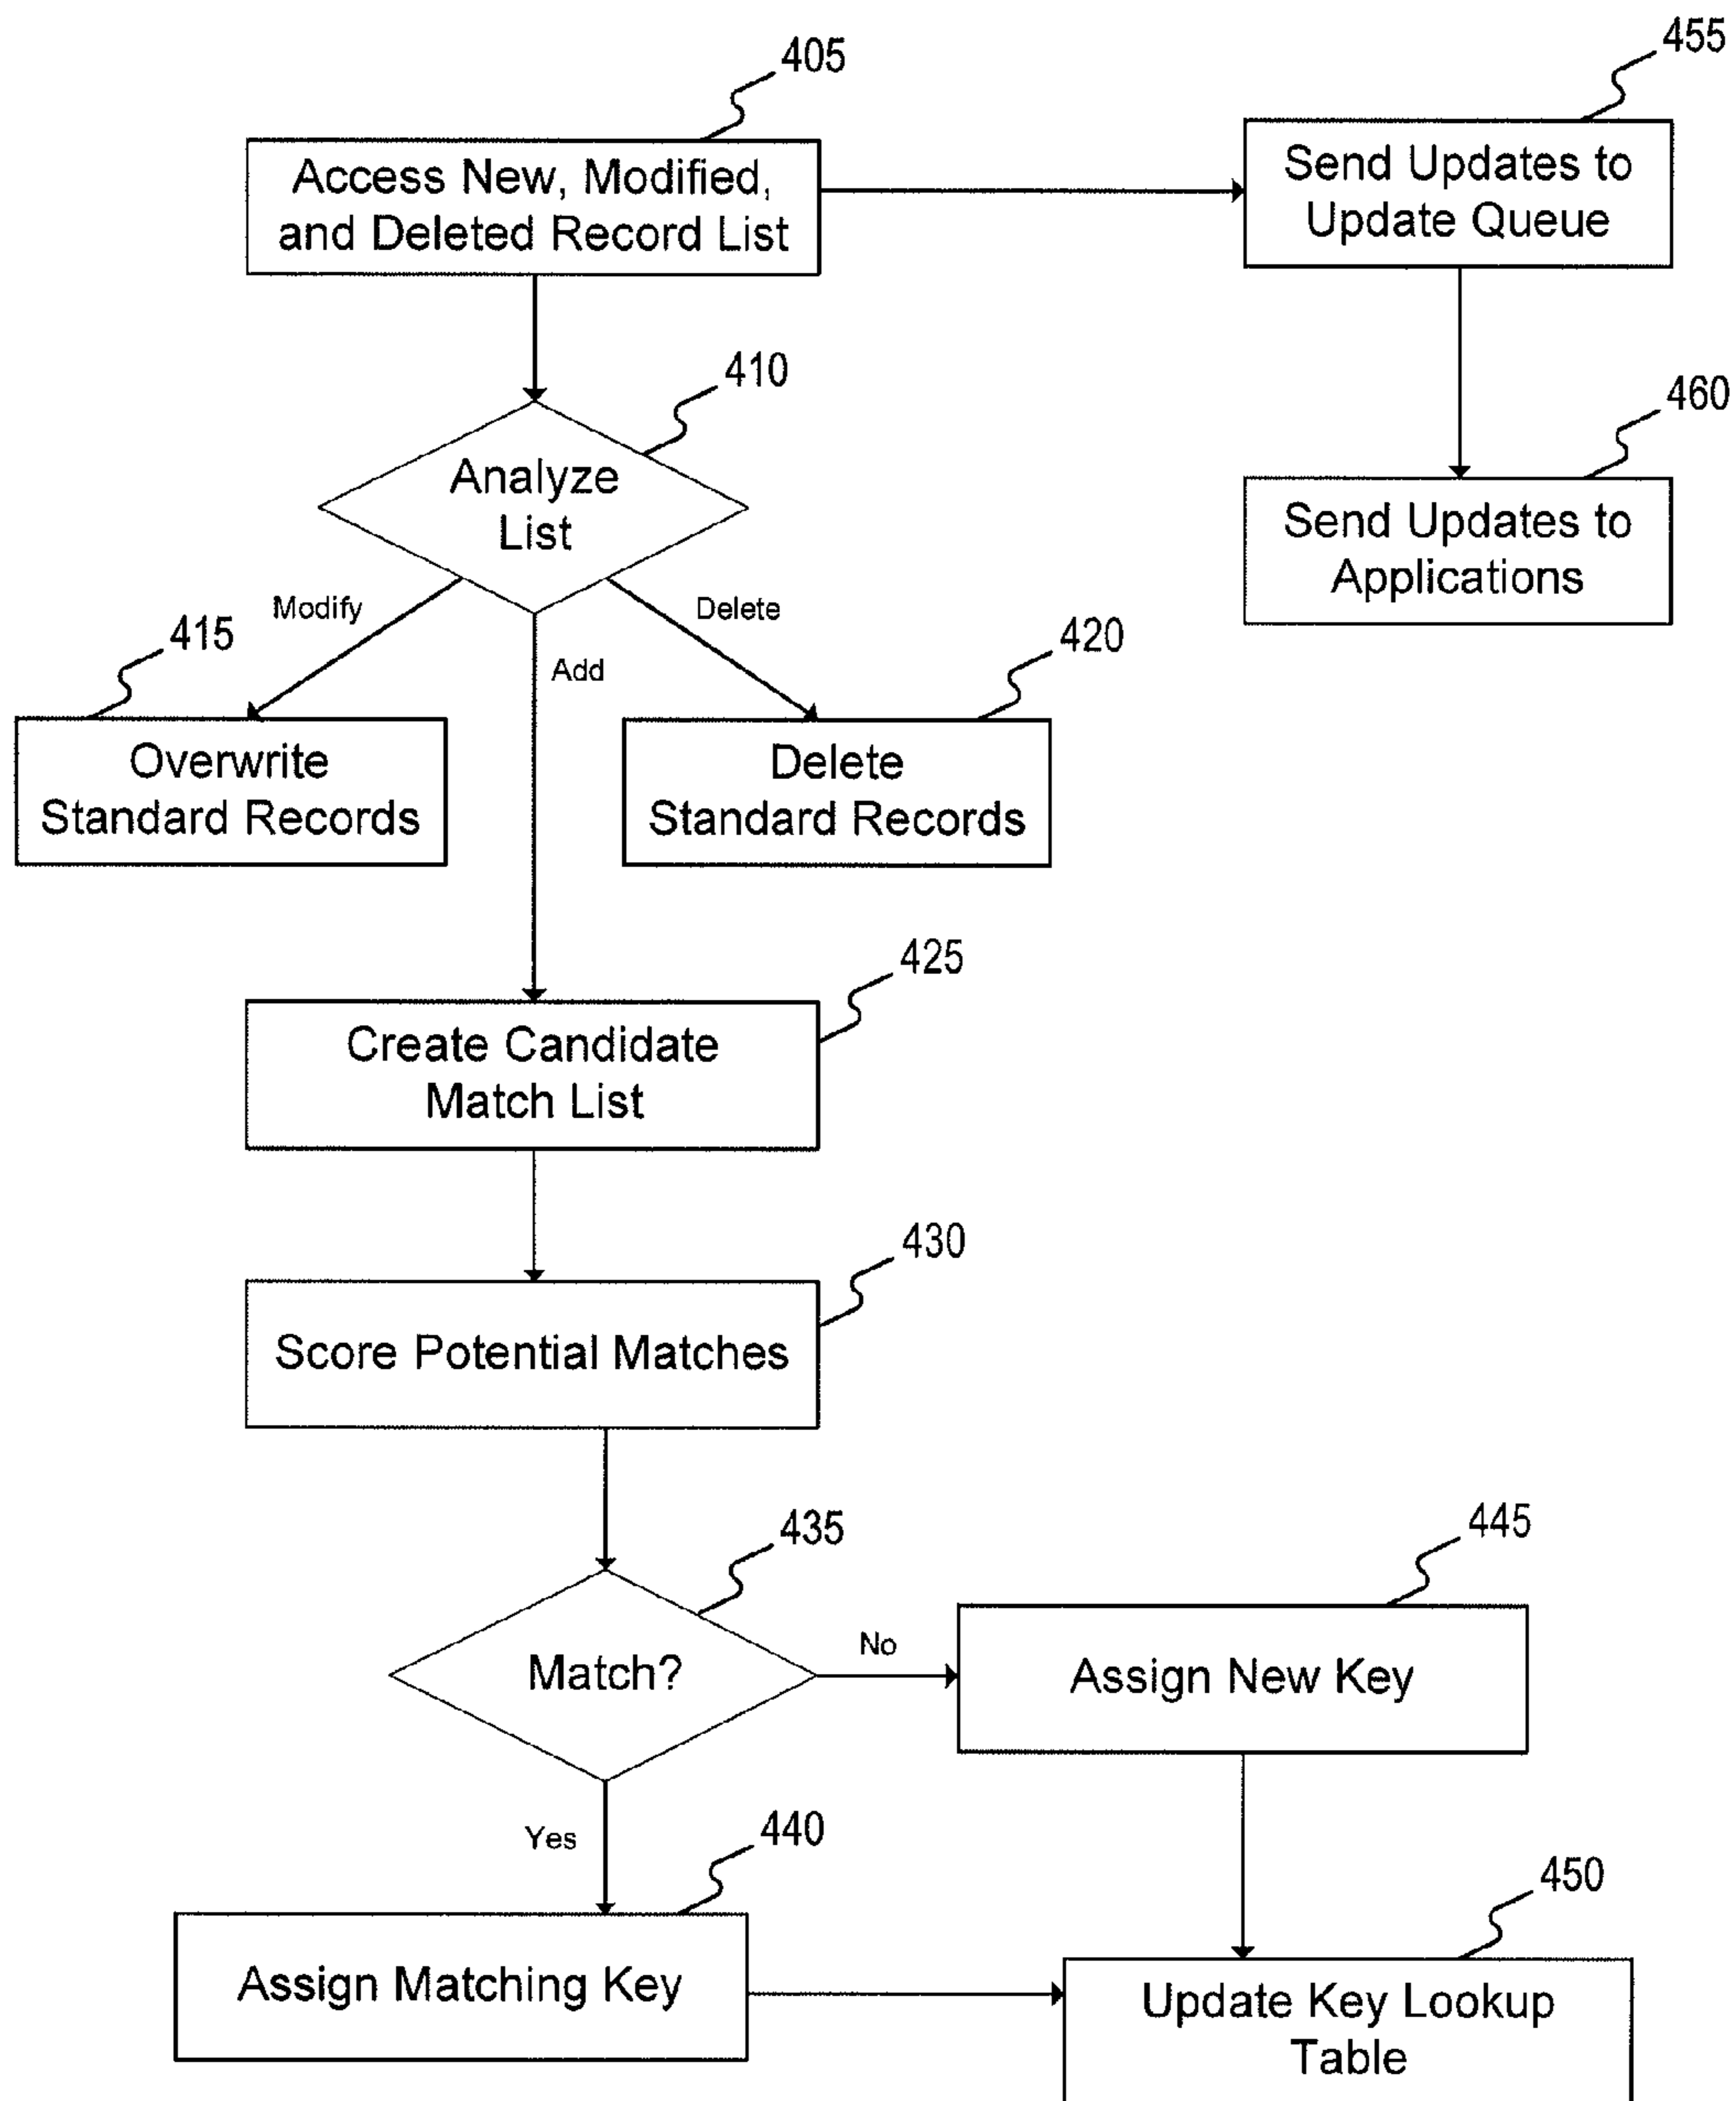 405
Access New, Modified,
and Deleted Record List
455
Send Updates to
Update Queue
410
Analyze
List
460
Send Updates to
Applications
Modify
Add
Delete
415
Overwrite
Standard Records
420
Delete
Standard Records
425
Create Candidate
Match List
430
Score Potential Matches
435
Match?
No
445
Assign New Key
Yes
440
Assign Matching Key
450
Update Key Lookup
Table